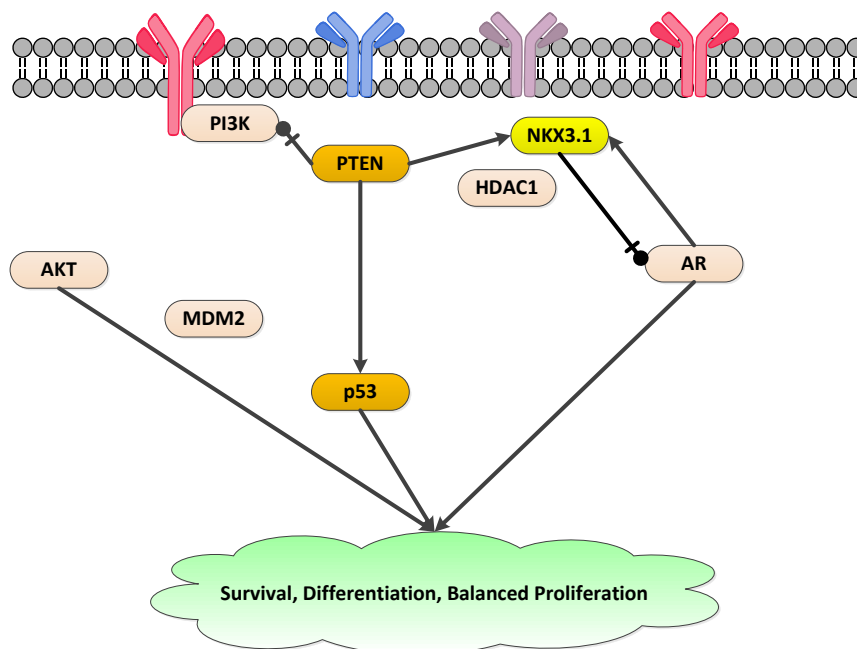 PI3K
NKX3.1
PTEN
HDAC1
AKT
AR
MDM2
p53
Survival, Differentiation, Balanced Proliferation